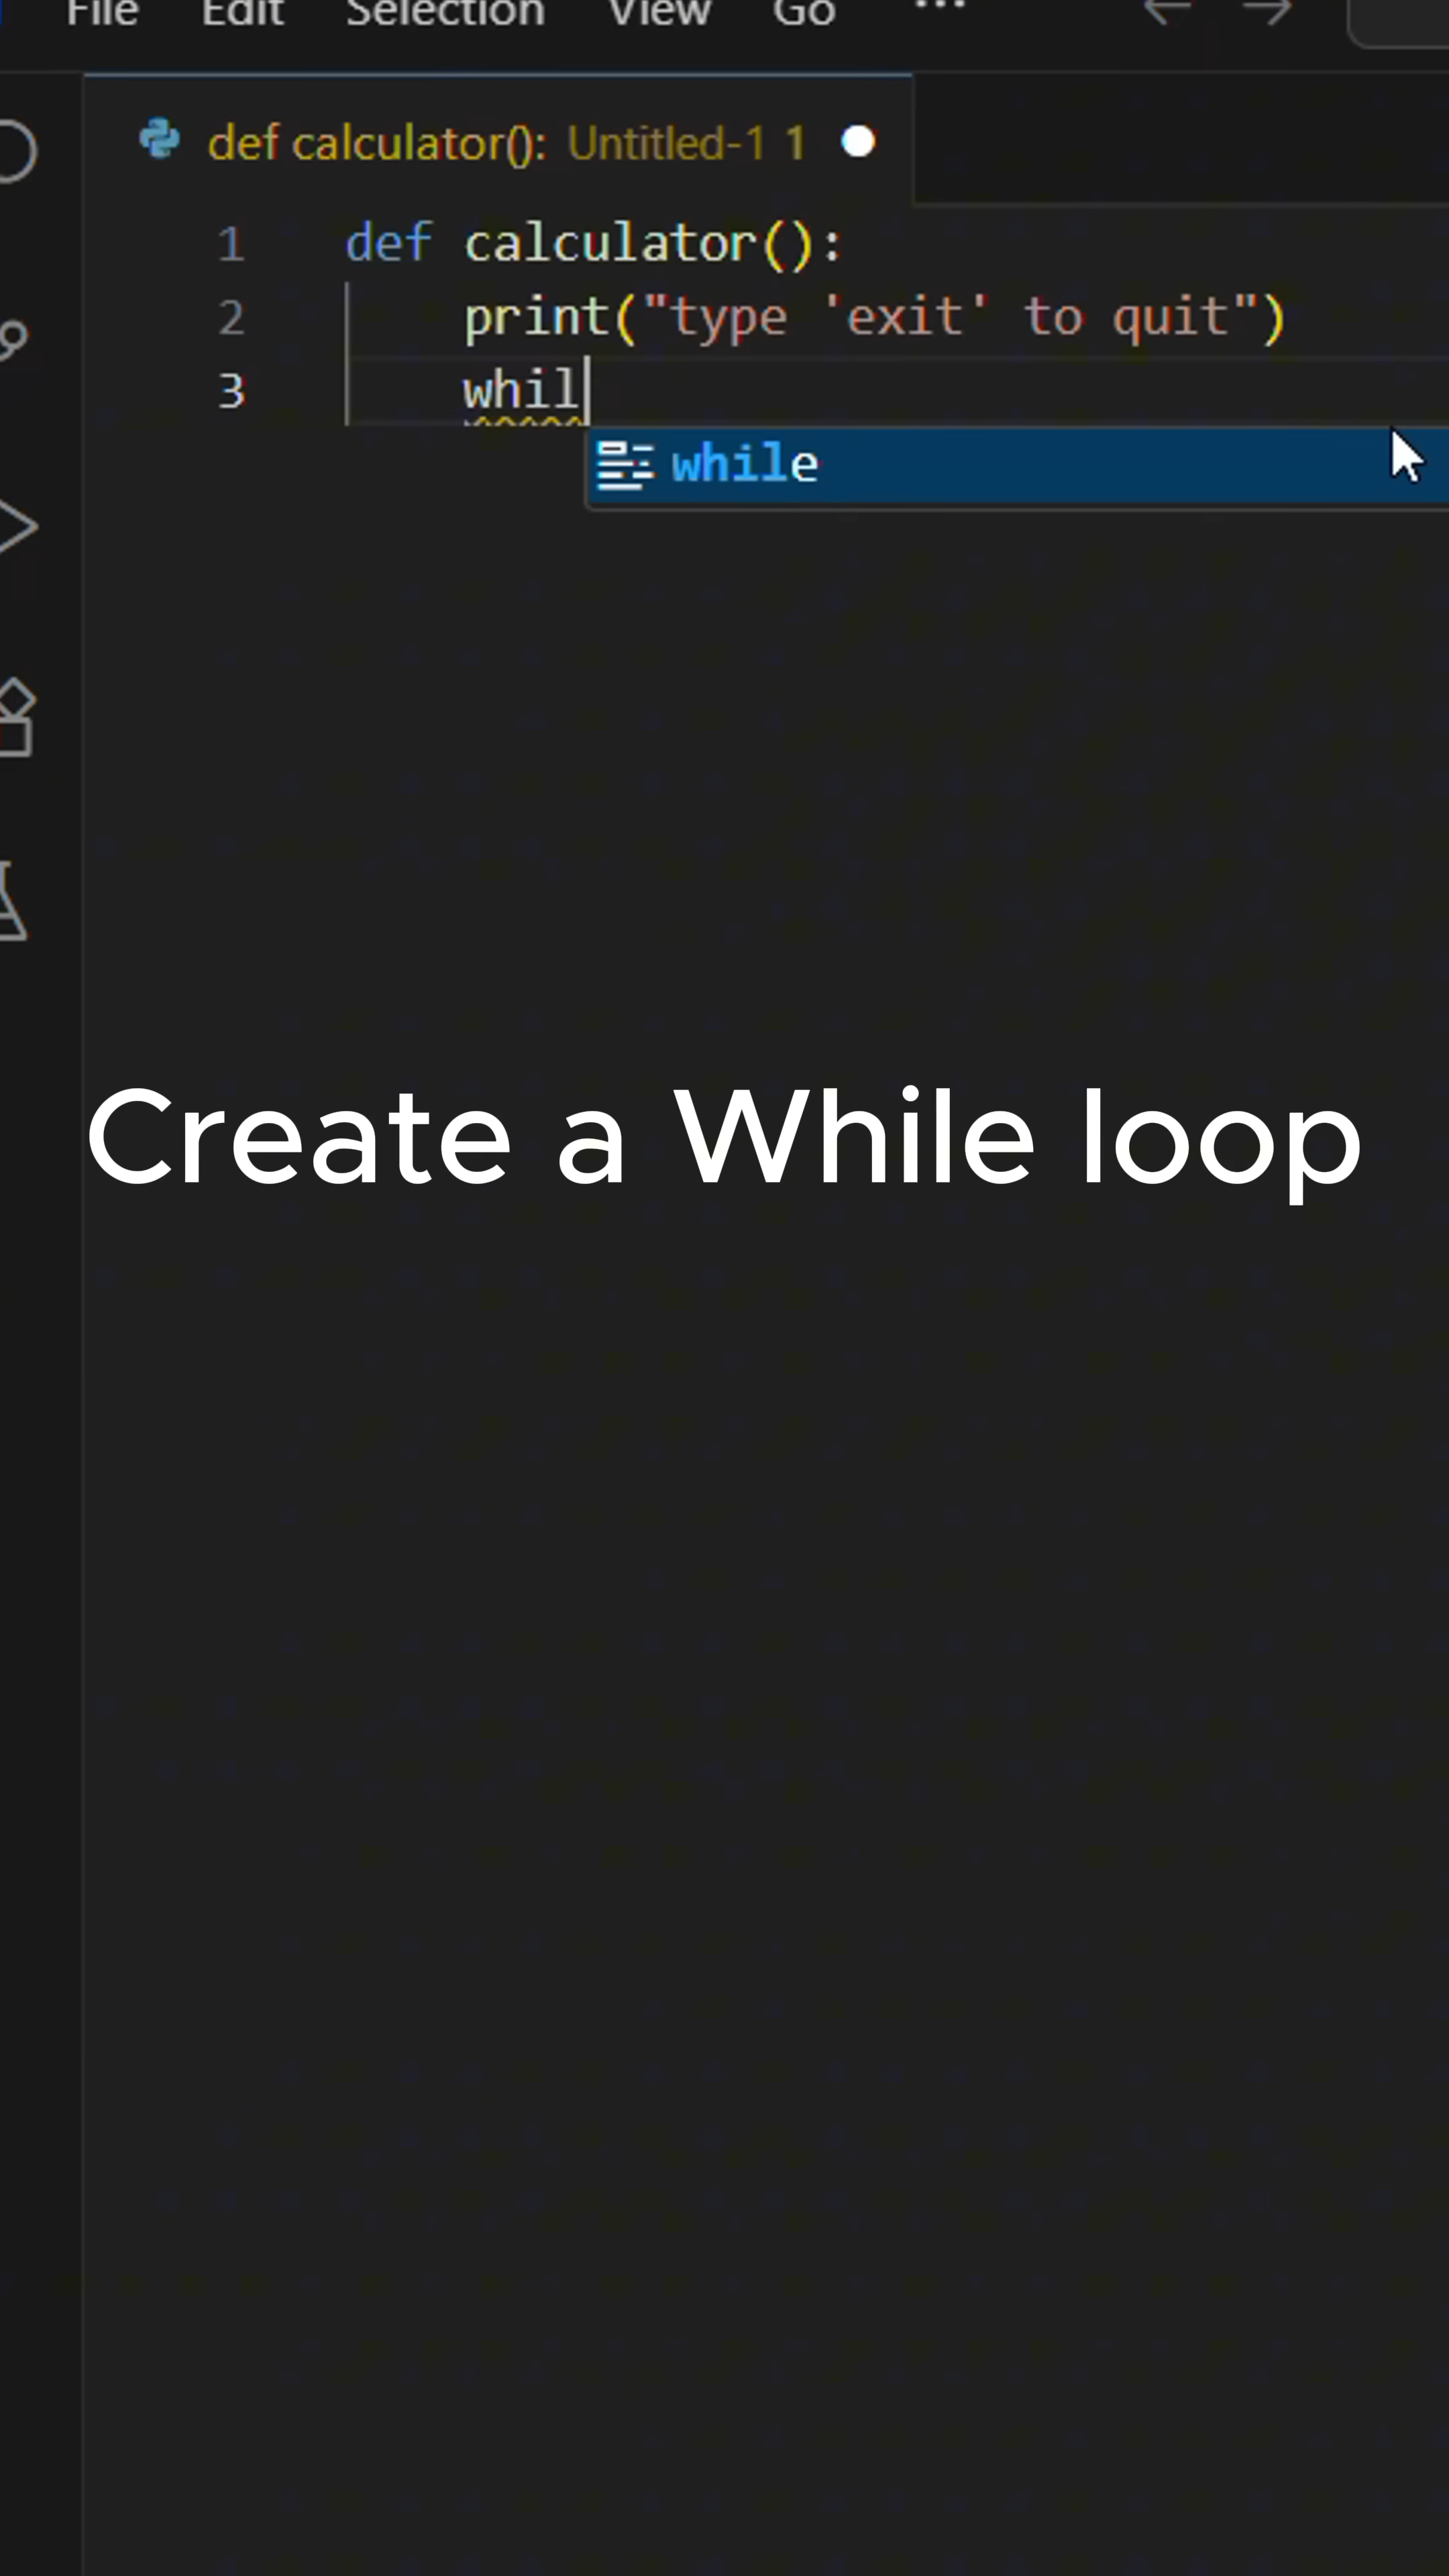 File Edit Selection View Go ...
def calculator(): Untitled-1 1
1 def calculator():
2 print("type 'exit' to quit")
3 whil
while
Create a While loop